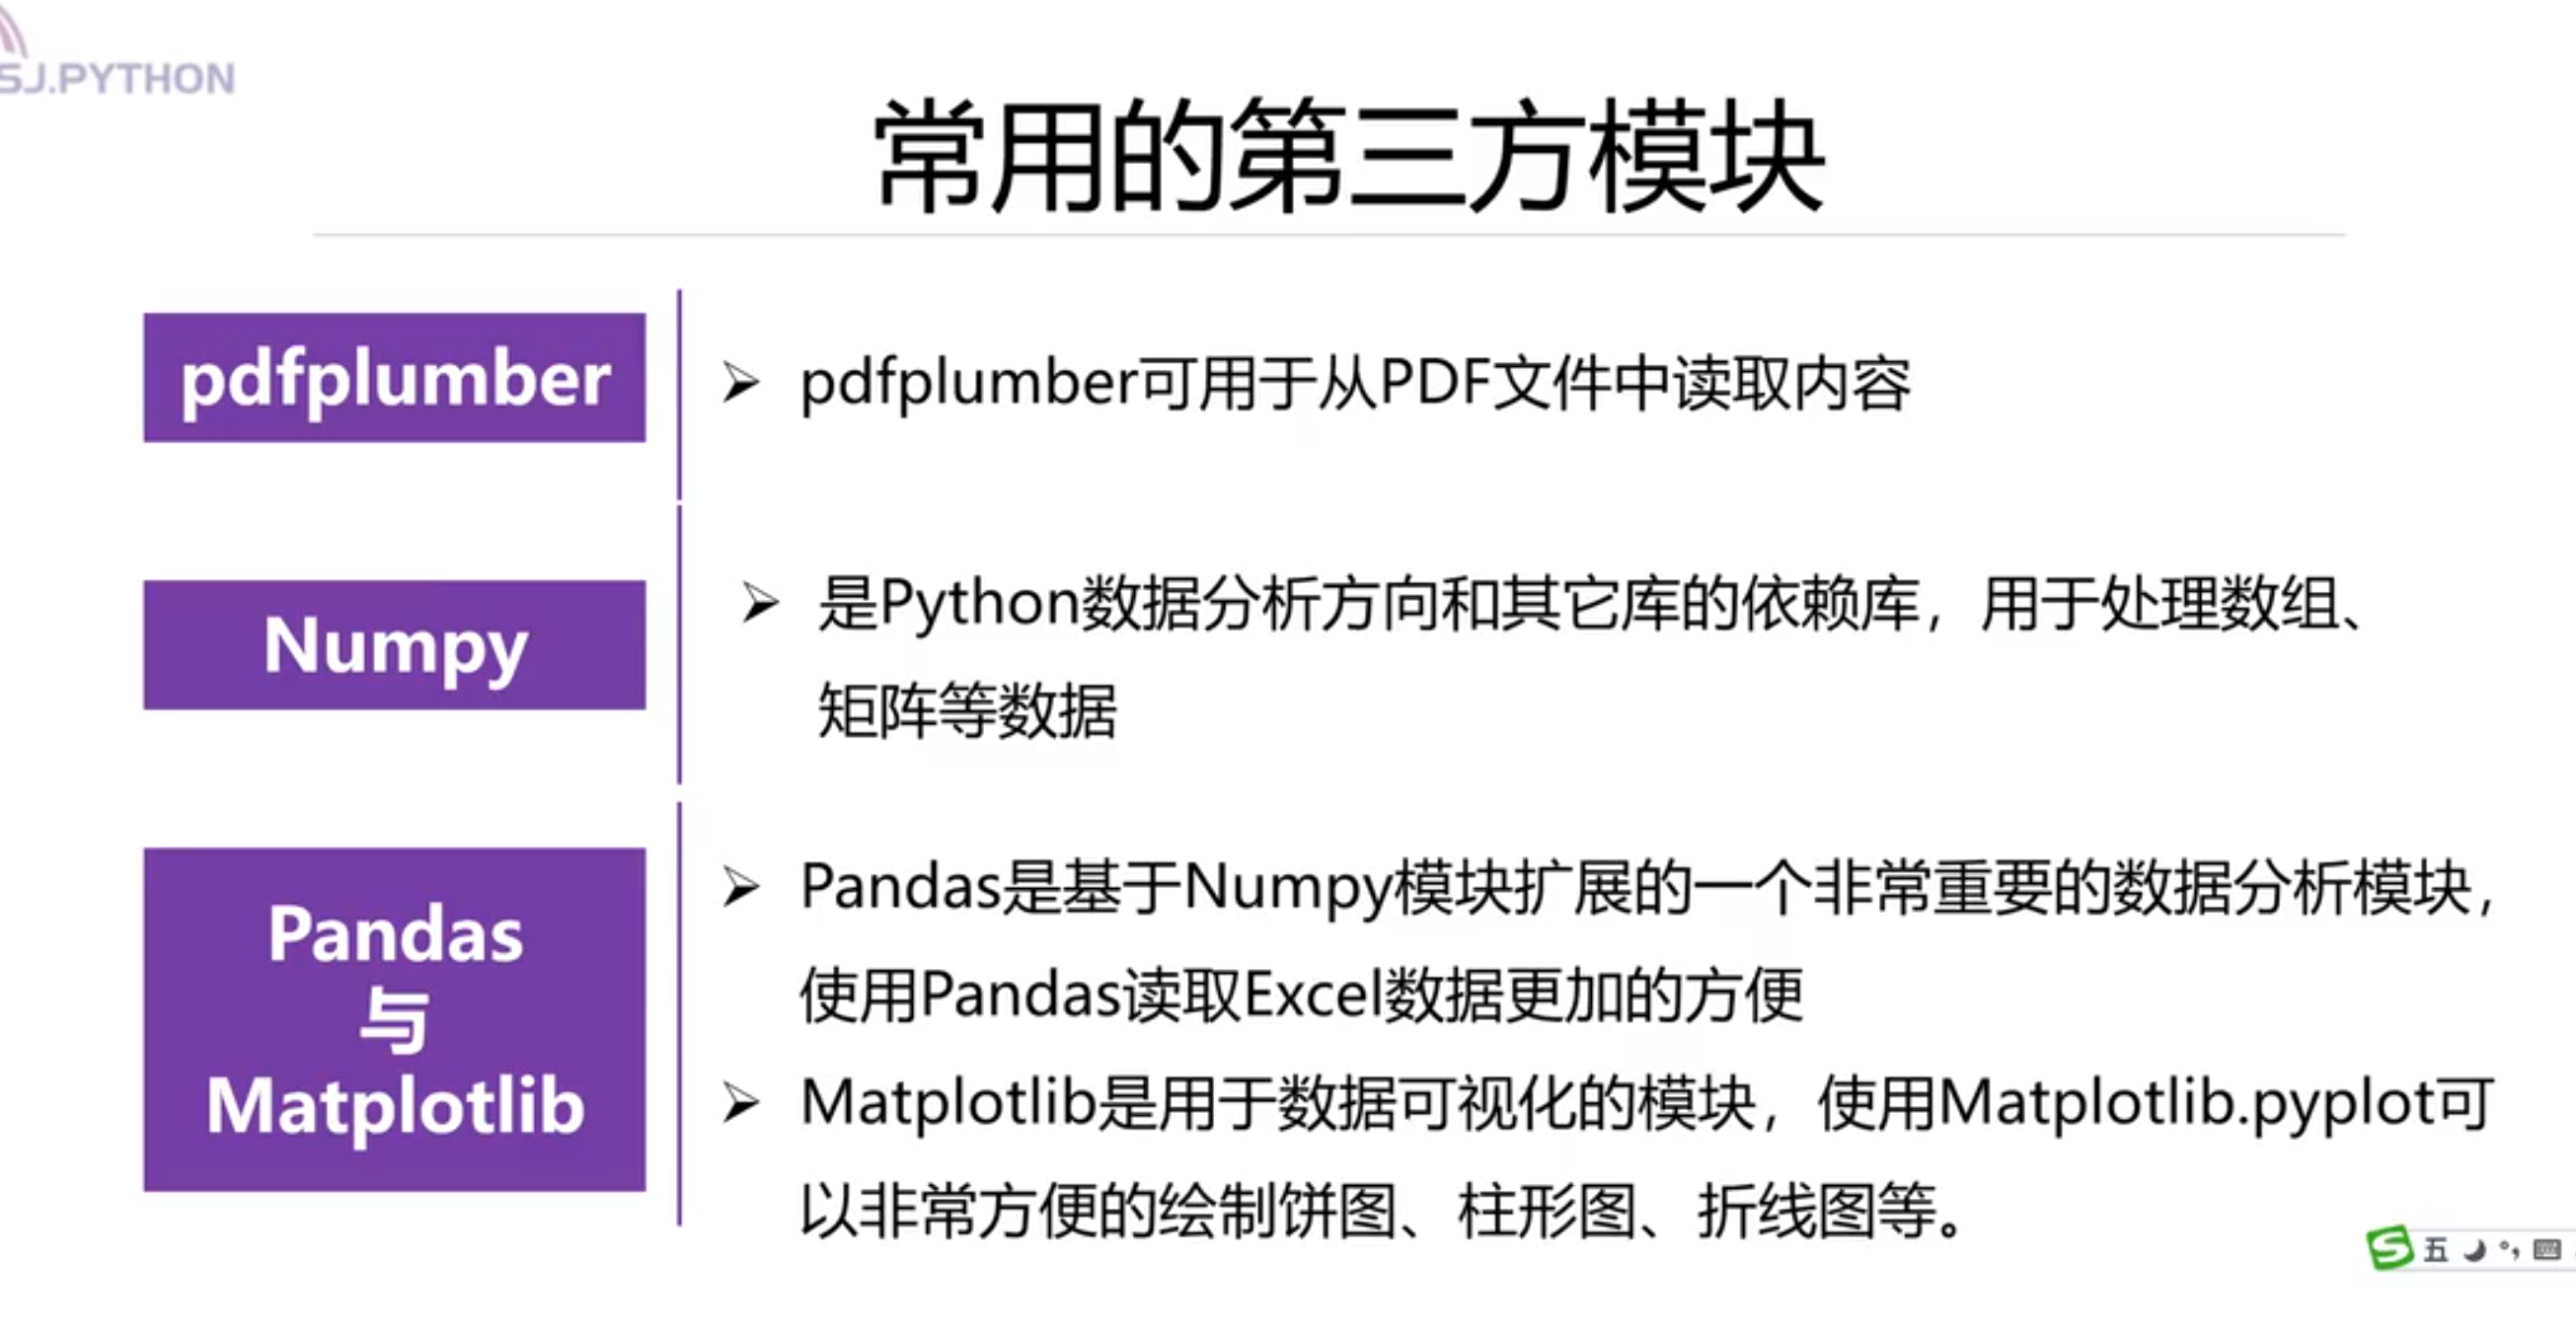 SJ.PYTHON
常用的第三方模块
pdfplumber
➢ pdfplumber可用于从PDF文件中读取内容
Numpy
➢ 是Python数据分析方向和其它库的依赖库，用于处理数组、
矩阵等数据
Pandas
与
Matplotlib
➢ Pandas是基于Numpy模块扩展的一个非常重要的数据分析模块，
使用Pandas读取Excel数据更加的方便
➢ Matplotlib是用于数据可视化的模块，使用Matplotlib.pyplot可
以非常方便的绘制饼图、柱形图、折线图等。
五